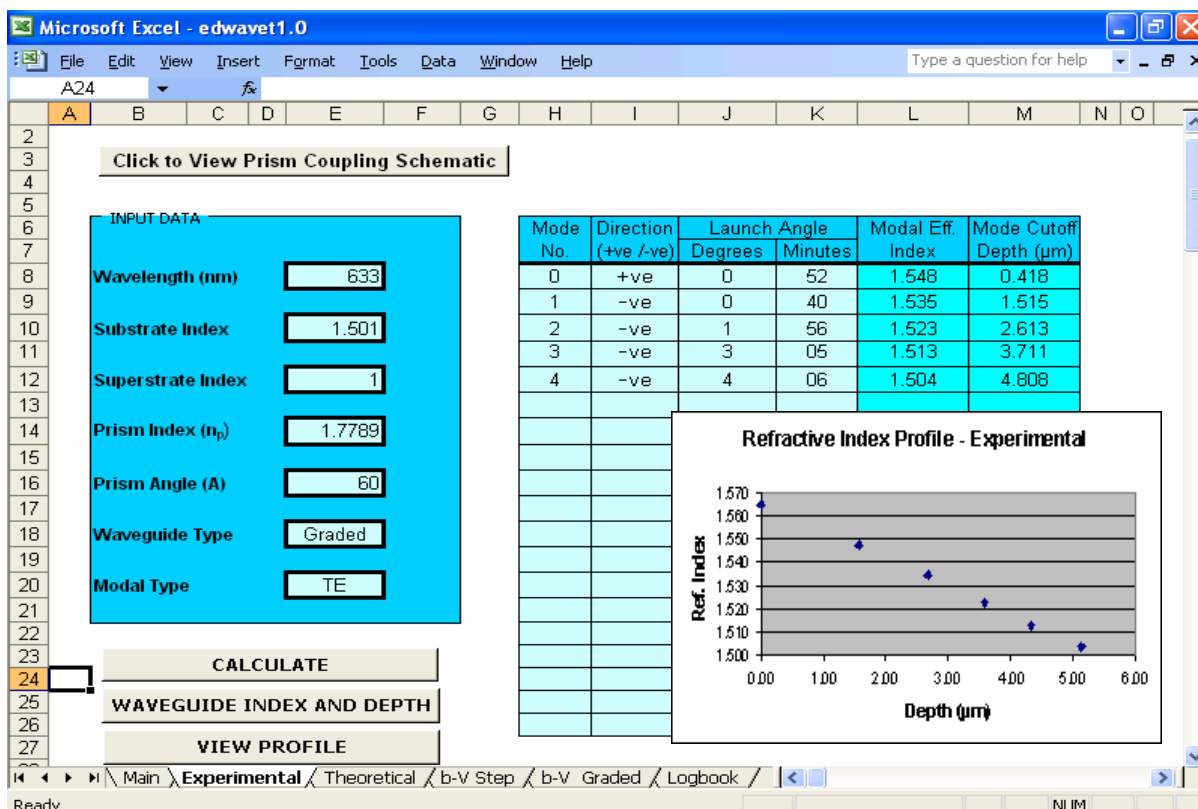 Microsoft Excel - edwavet1.0
File Edit View Insert Format Tools Data Window Help Type a question for help
A24 fx
A B C D E F G H I J K L M N O
2
3 Click to View Prism Coupling Schematic
4
5
INPUT DATA
6 Mode Direction Launch Angle Modal Eff. Mode Cutoff
7 No. (+ve /-ve) Degrees Minutes Index Depth (µm)
8 Wavelength (nm) 633 0 +ve 0 52 1.548 0.418
9 1 -ve 0 40 1.535 1.515
10 Substrate Index 1.501 2 -ve 1 56 1.523 2.613
11 3 -ve 3 05 1.513 3.711
12 Superstrate Index 1 4 -ve 4 06 1.504 4.808
13
14 Prism Index (np) 1.7789
15
16 Prism Angle (A) 60
17
18 Waveguide Type Graded
19
20 Modal Type TE
21
22
23 CALCULATE
24
25 WAVEGUIDE INDEX AND DEPTH
26
27 VIEW PROFILE
Refractive Index Profile - Experimental
Ref. Index
1.570
1.560
1.550
1.540
1.530
1.520
1.510
1.500
0.00 1.00 2.00 3.00 4.00 5.00 6.00
Depth (µm)
Main Experimental Theoretical b-V Step b-V Graded Logbook
Ready NUM